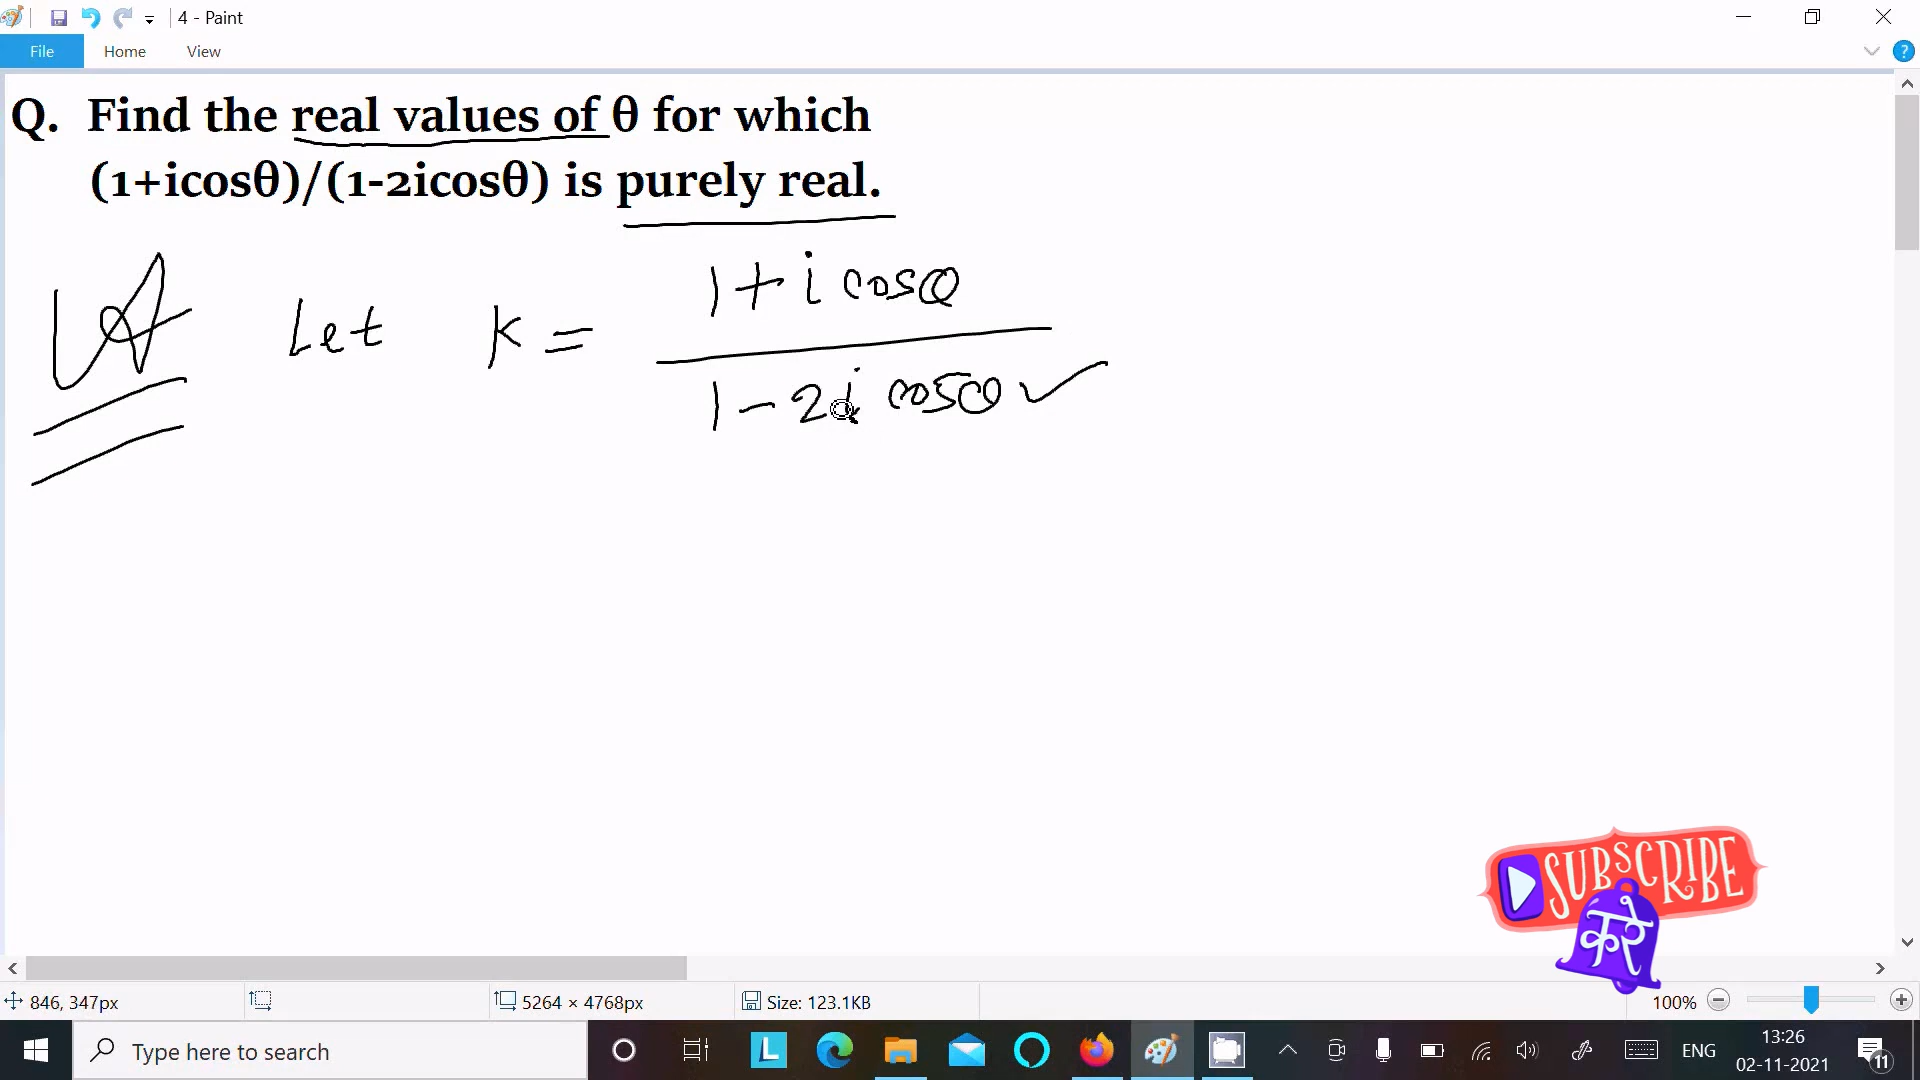 4 - Paint
File Home View
Q. Find the real values of θ for which
(1+icosθ)/(1-2icosθ) is purely real.
Let K = 1 + i cosθ
1 - 2i cosθ ✓
SUBSCRIBE
करे
846, 347px 5264 × 4768px Size: 123.1KB 100%
Type here to search L ENG 13:26
02-11-2021 11